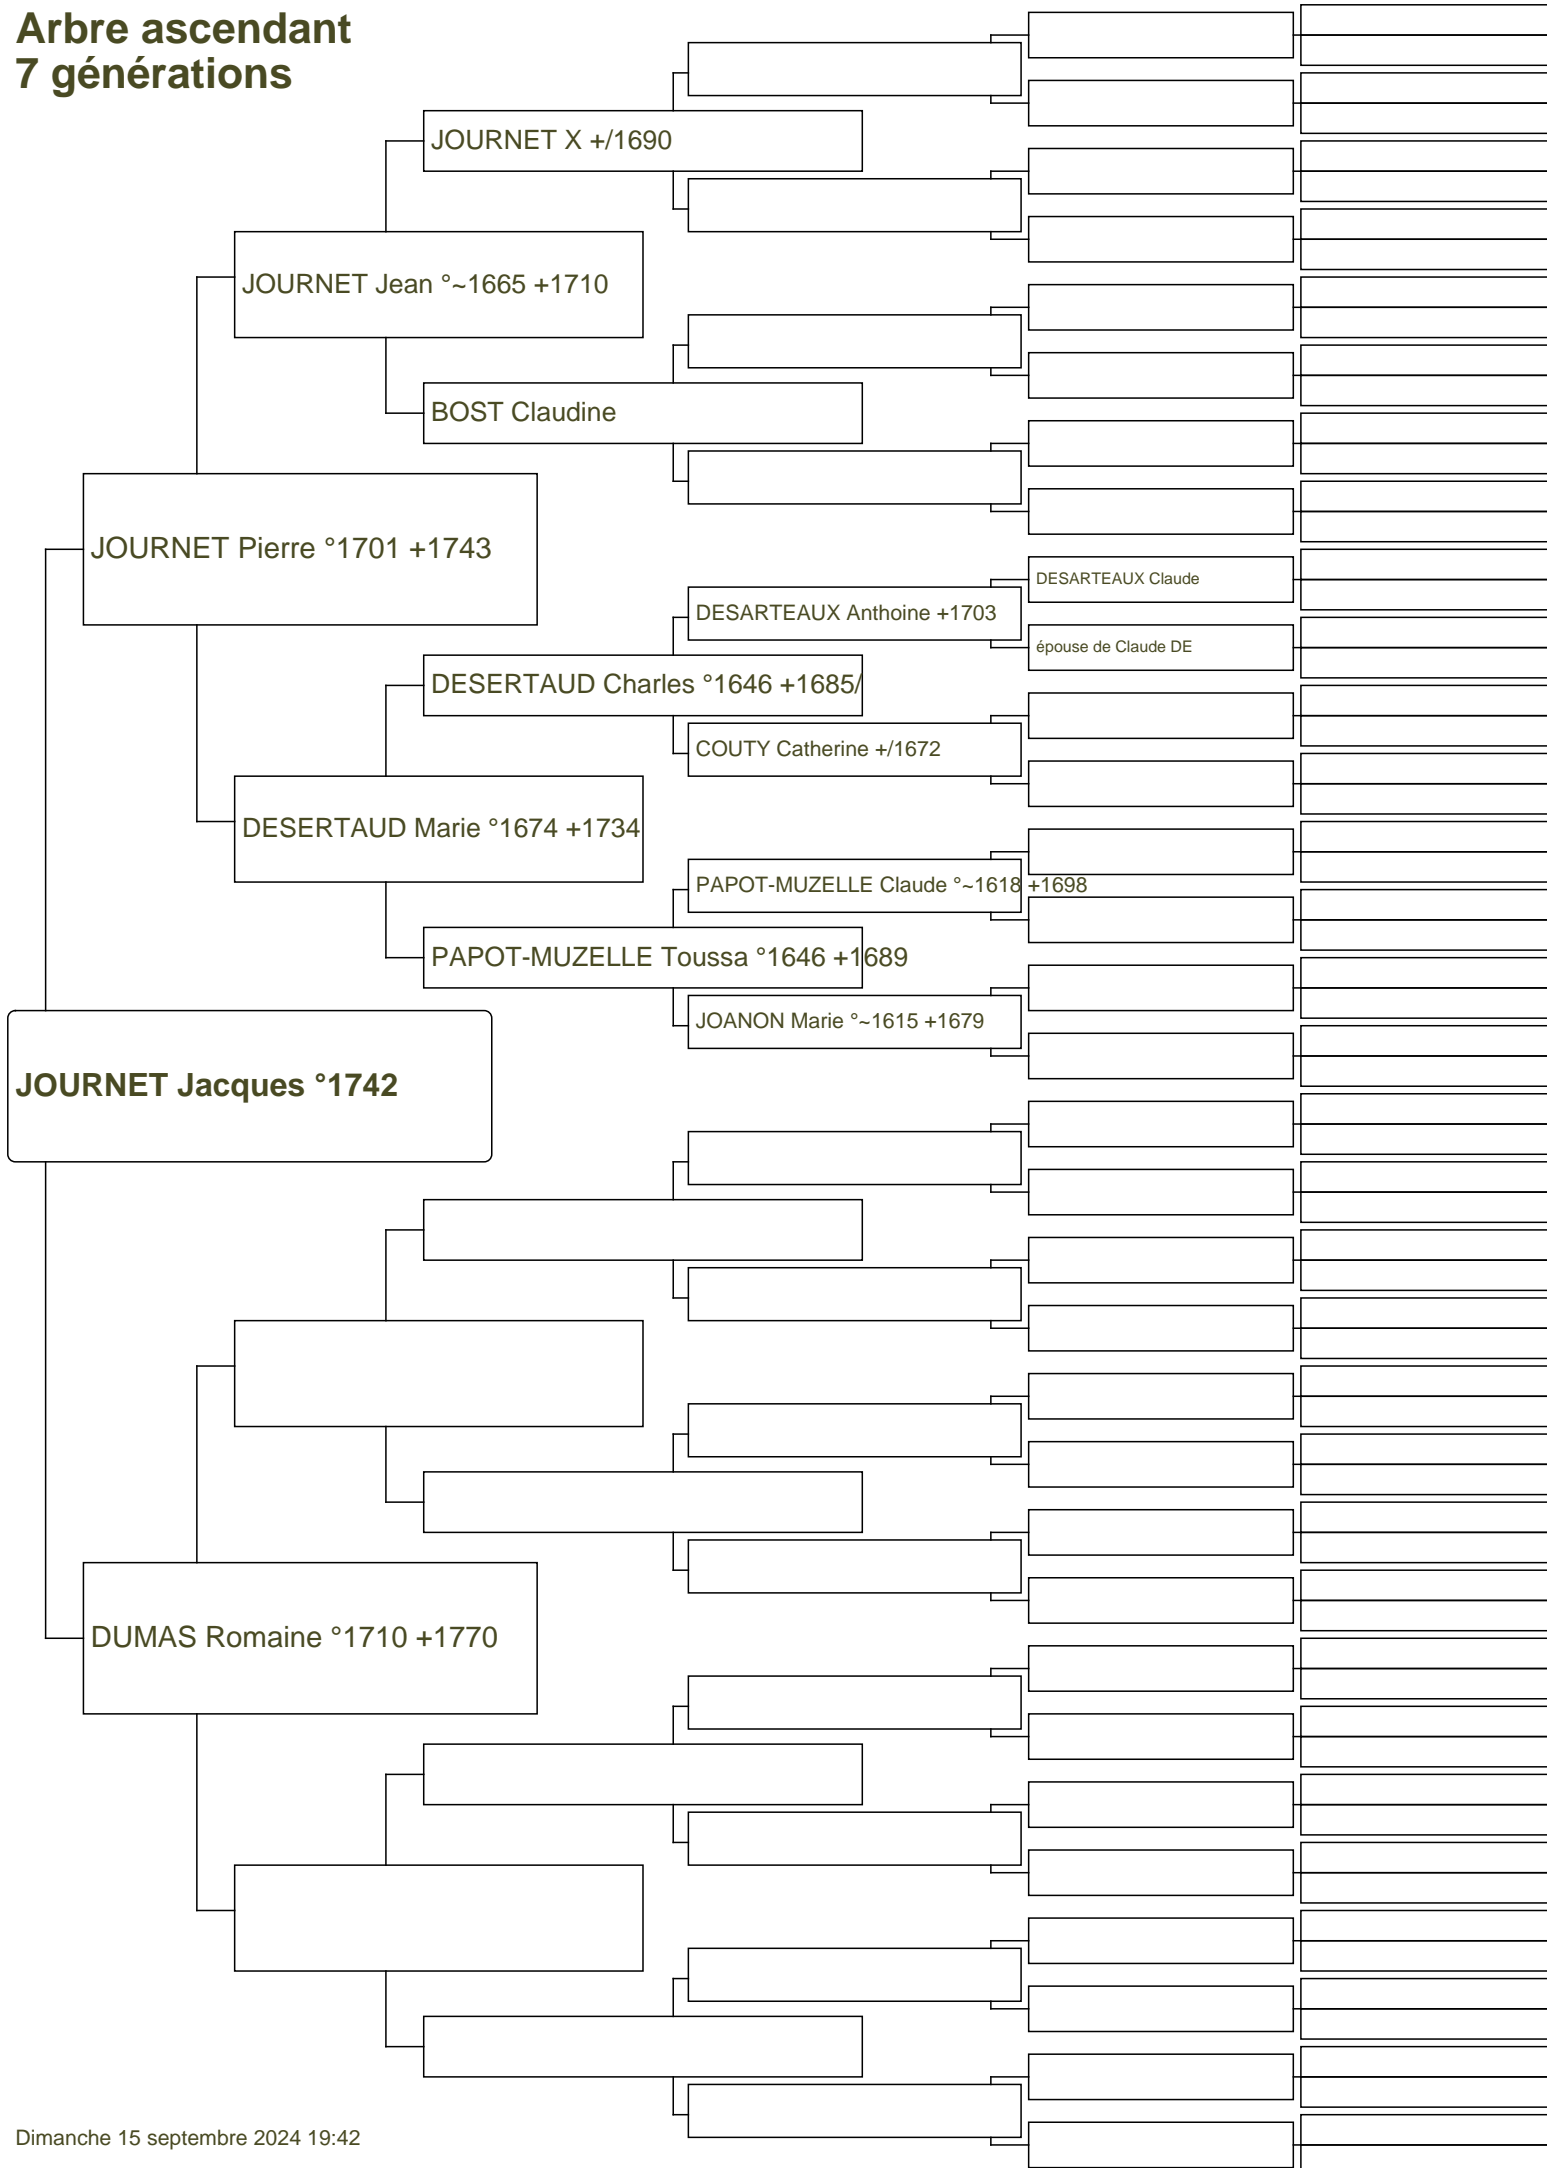 Arbre ascendant
7 générations
JOURNET X +/1690
JOURNET Jean °~1665 +1710
BOST Claudine
JOURNET Pierre °1701 +1743
DESARTEAUX Claude
DESARTEAUX Anthoine +1703
épouse de Claude DE
DESERTAUD Charles °1646 +1685/
COUTY Catherine +/1672
DESERTAUD Marie °1674 +1734
PAPOT-MUZELLE Claude °~1618 +1698
PAPOT-MUZELLE Toussa °1646 +1689
JOANON Marie °~1615 +1679
JOURNET Jacques °1742
DUMAS Romaine °1710 +1770
Dimanche 15 septembre 2024 19:42